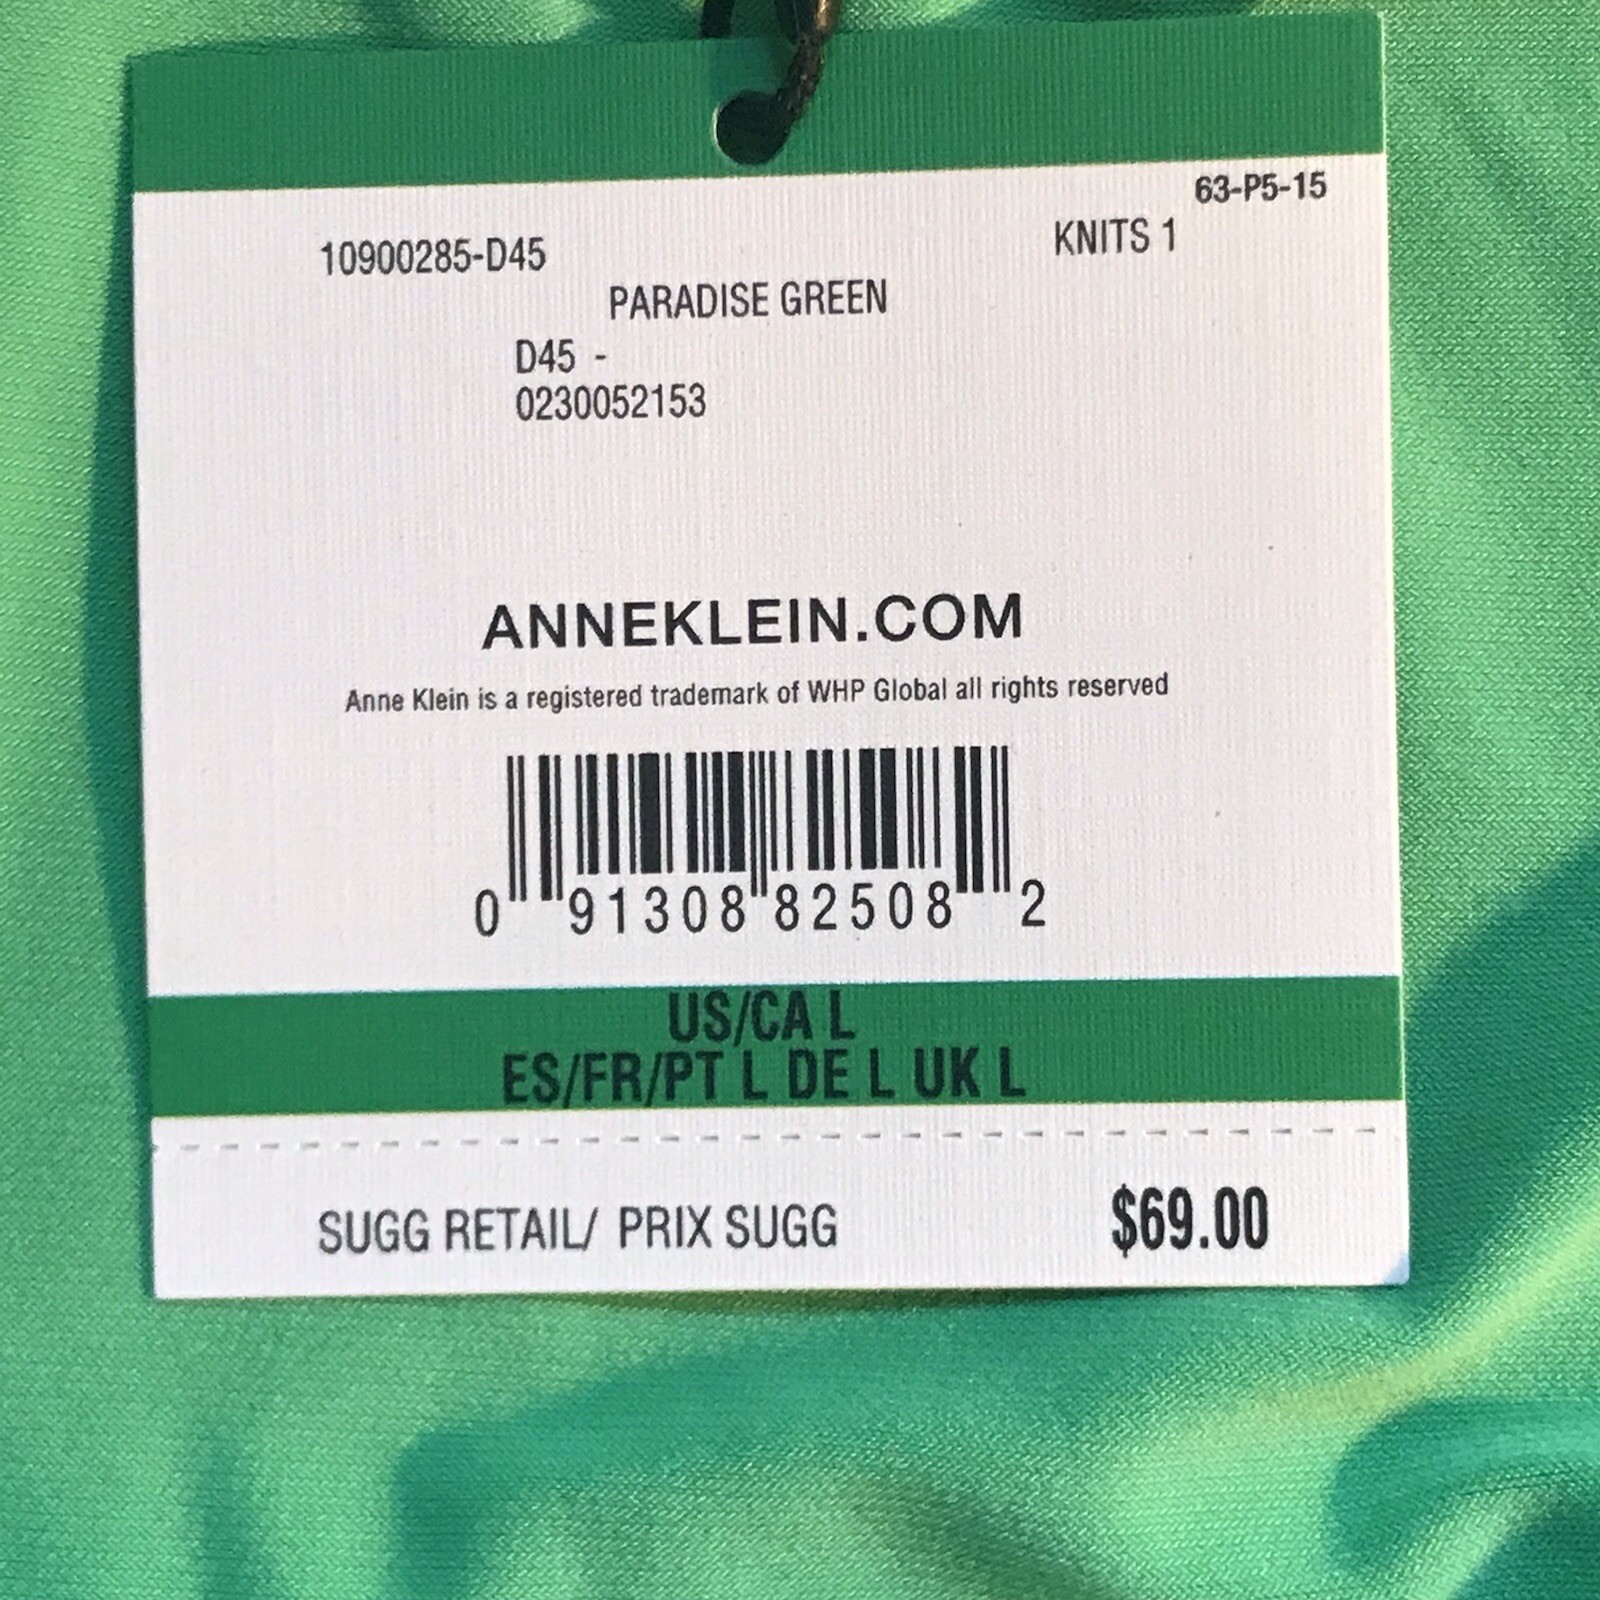 63-P5-15
10900285-D45 KNITS 1
PARADISE GREEN
D45 -
0230052153
ANNEKLEIN.COM
Anne Klein is a registered trademark of WHP Global all rights reserved
0 91308 82508 2
US/CA L
ES/FR/PT L DE L UK L
SUGG RETAIL/ PRIX SUGG $69.00